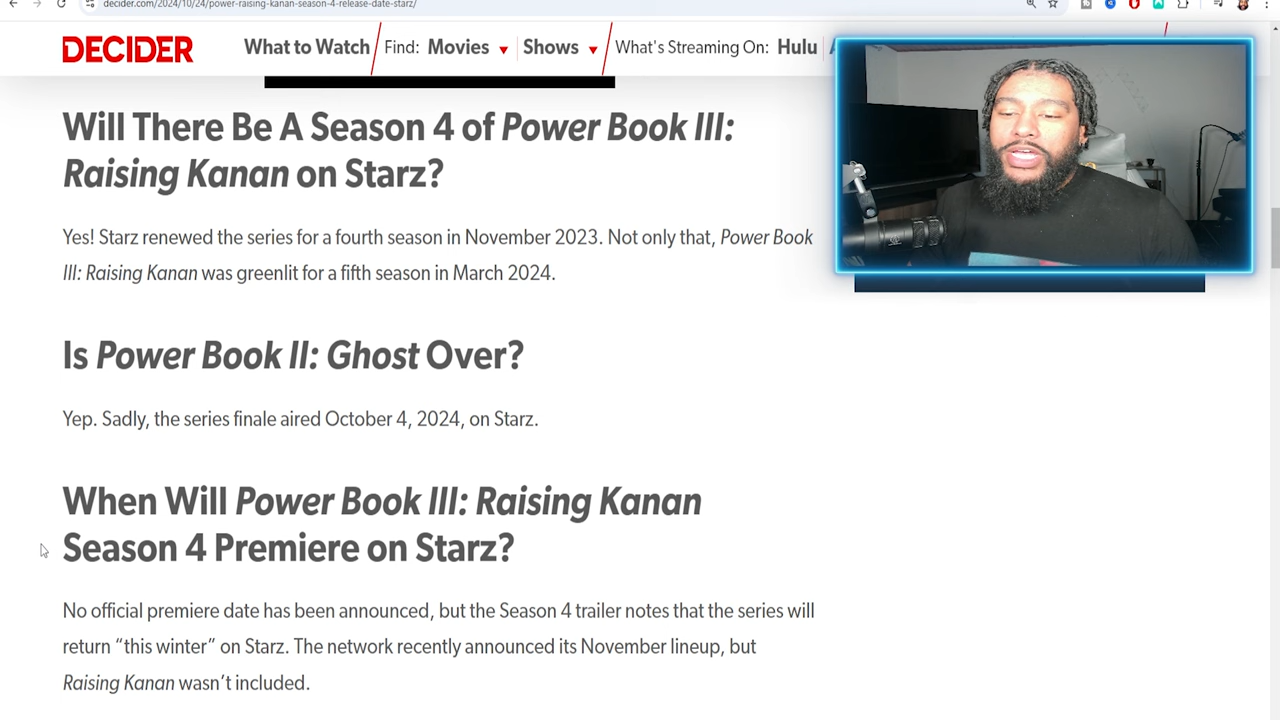 decider.com/2024/10/24/power-raising-kanan-season-4-release-date-starz/
DECIDER What to Watch Find: Movies Shows What's Streaming On: Hulu
Will There Be A Season 4 of Power Book III:
Raising Kanan on Starz?
Yes! Starz renewed the series for a fourth season in November 2023. Not only that, Power Book
III: Raising Kanan was greenlit for a fifth season in March 2024.
Is Power Book II: Ghost Over?
Yep. Sadly, the series finale aired October 4, 2024, on Starz.
When Will Power Book III: Raising Kanan
Season 4 Premiere on Starz?
No official premiere date has been announced, but the Season 4 trailer notes that the series will
return “this winter” on Starz. The network recently announced its November lineup, but
Raising Kanan wasn’t included.